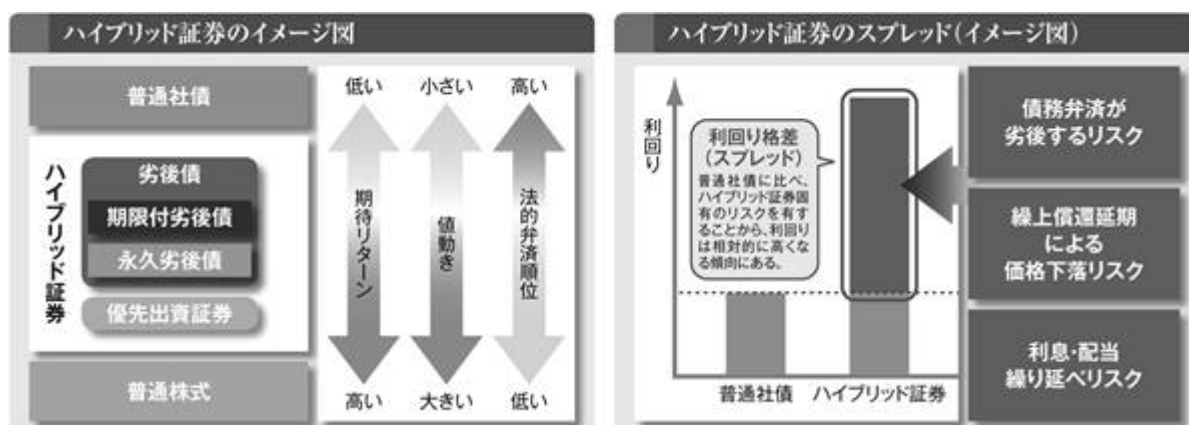 ハイブリッド証券のイメージ図
普通社債
ハイブリッド証券
劣後債
期限付劣後債
永久劣後債
優先出資証券
普通株式
低い
小ざい
高い
期待リターン
値動き
法的弁済順位
高い
大きい
低い
ハイブリッド証券のスプレッド(イメージ図)
利回り
利回り格差
(スプレッド)
普通社債に比べ、
ハイブリッド証券固
有のリスクを有す
ることから、利回り
は相対的に高くな
る傾向にある。
普通社債
ハイブリッド証券
債務弁済が
劣後するリスク
繰上償還延期
による
価格下落リスク
利息・配当
繰り延べリスク